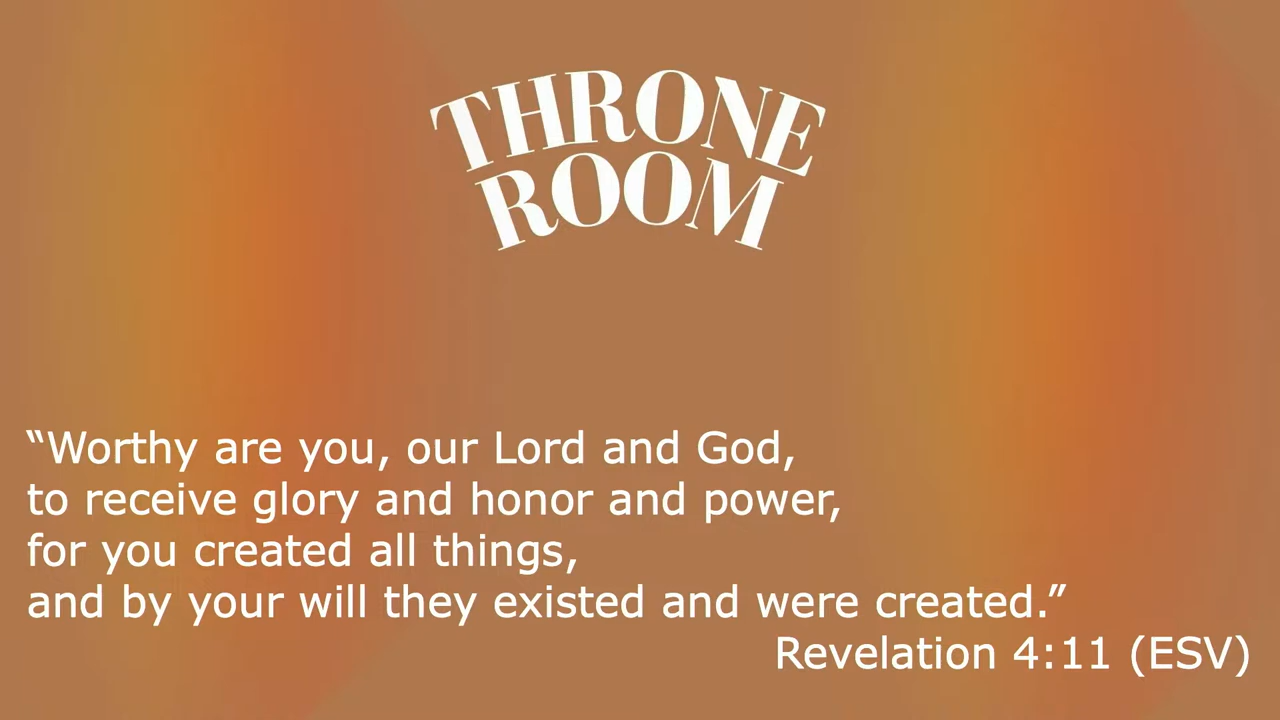 THRONE
ROOM
“Worthy are you, our Lord and God,
to receive glory and honor and power,
for you created all things,
and by your will they existed and were created.”
Revelation 4:11 (ESV)